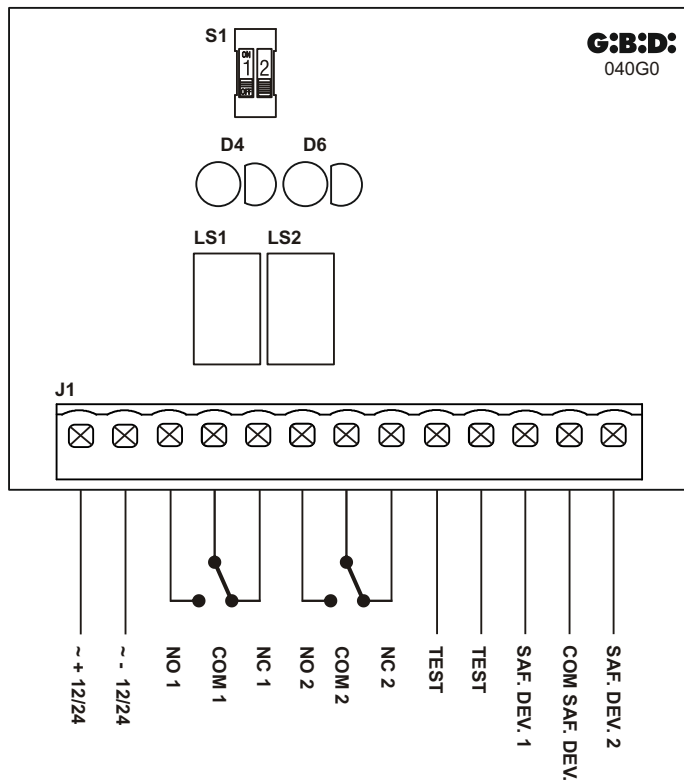 S1
G:B:D:
040G0
ON
1 2
OFF
D4 D6
LS1 LS2
J1
~ + 12/24
~ - 12/24
NO 1
COM 1
NC 1
NO 2
COM 2
NC 2
TEST
TEST
SAF. DEV. 1
COM SAF. DEV.
SAF. DEV. 2